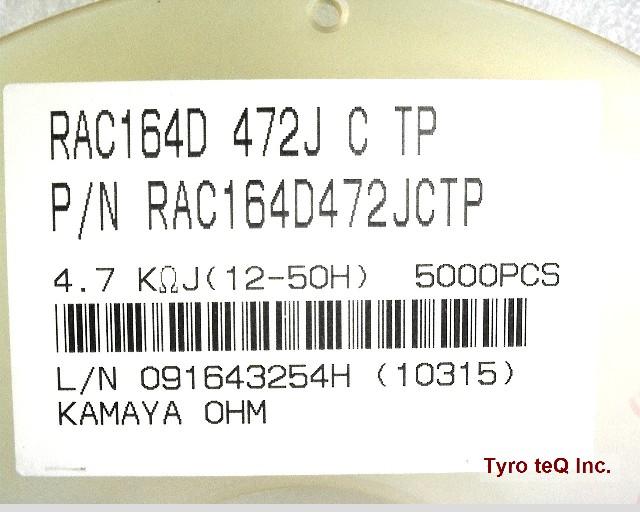 RAC164D 472J C TP
P/N RAC164D472JCTP
4.7 KΩJ(12-50H) 5000PCS
L/N 091643254H (10315)
KAMAYA OHM
Tyro teQ Inc.